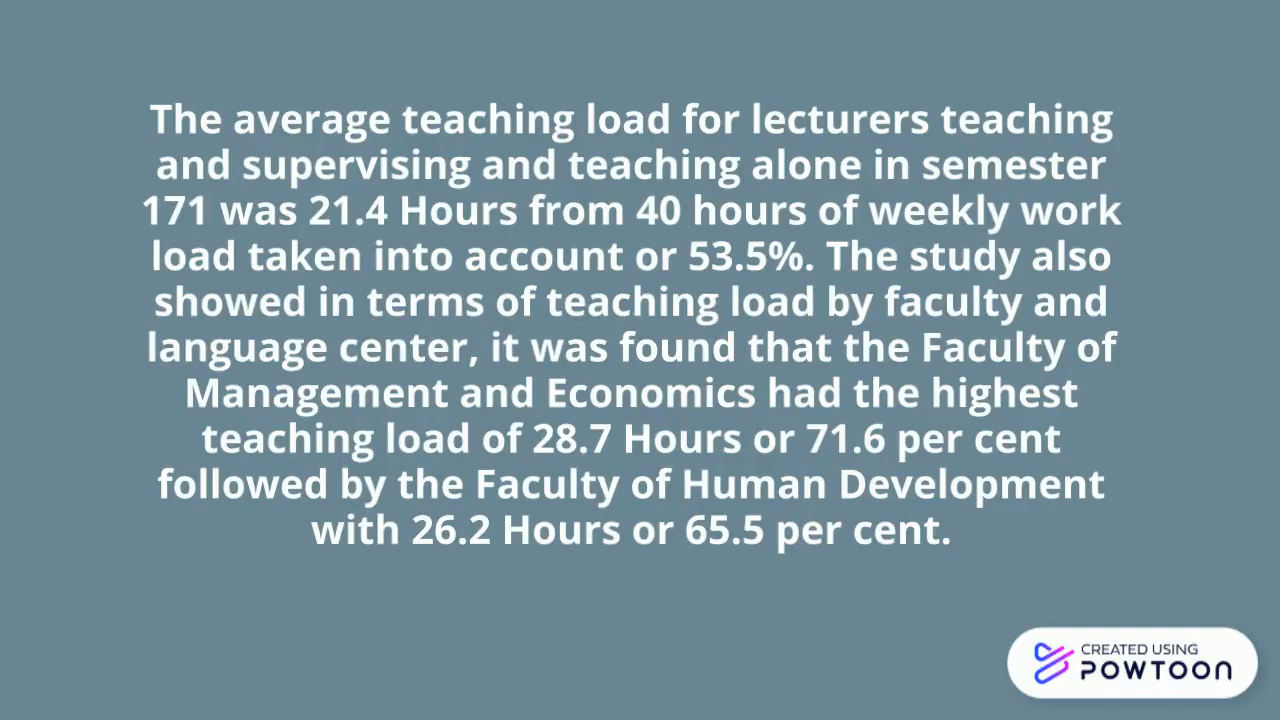 The average teaching load for lecturers teaching
and supervising and teaching alone in semester
171 was 21.4 Hours from 40 hours of weekly work
load taken into account or 53.5%. The study also
showed in terms of teaching load by faculty and
language center, it was found that the Faculty of
Management and Economics had the highest
teaching load of 28.7 Hours or 71.6 per cent
followed by the Faculty of Human Development
with 26.2 Hours or 65.5 per cent.
CREATED USING
POWTOON